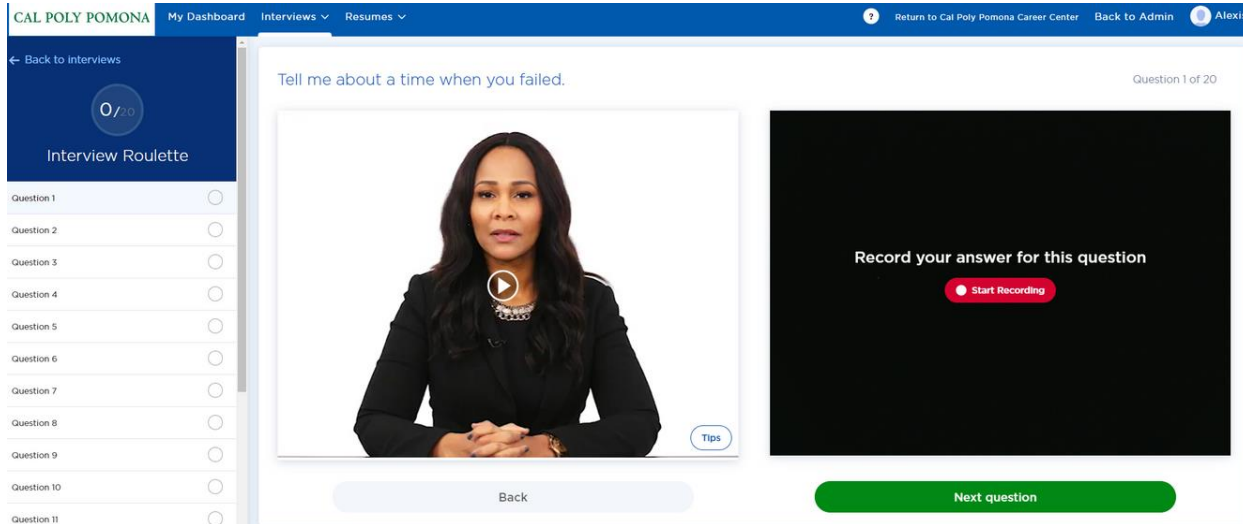 CAL POLY POMONA My Dashboard Interviews Resumes ? Return to Cal Poly Pomona Career Center Back to Admin
← Back to interviews
0/20
Interview Roulette
Question 1
Question 2
Question 3
Question 4
Question 5
Question 6
Question 7
Question 8
Question 9
Question 10
Question 11
Tell me about a time when you failed.
Question 1 of 20
Tips
Record your answer for this question
Start Recording
Back
Next question